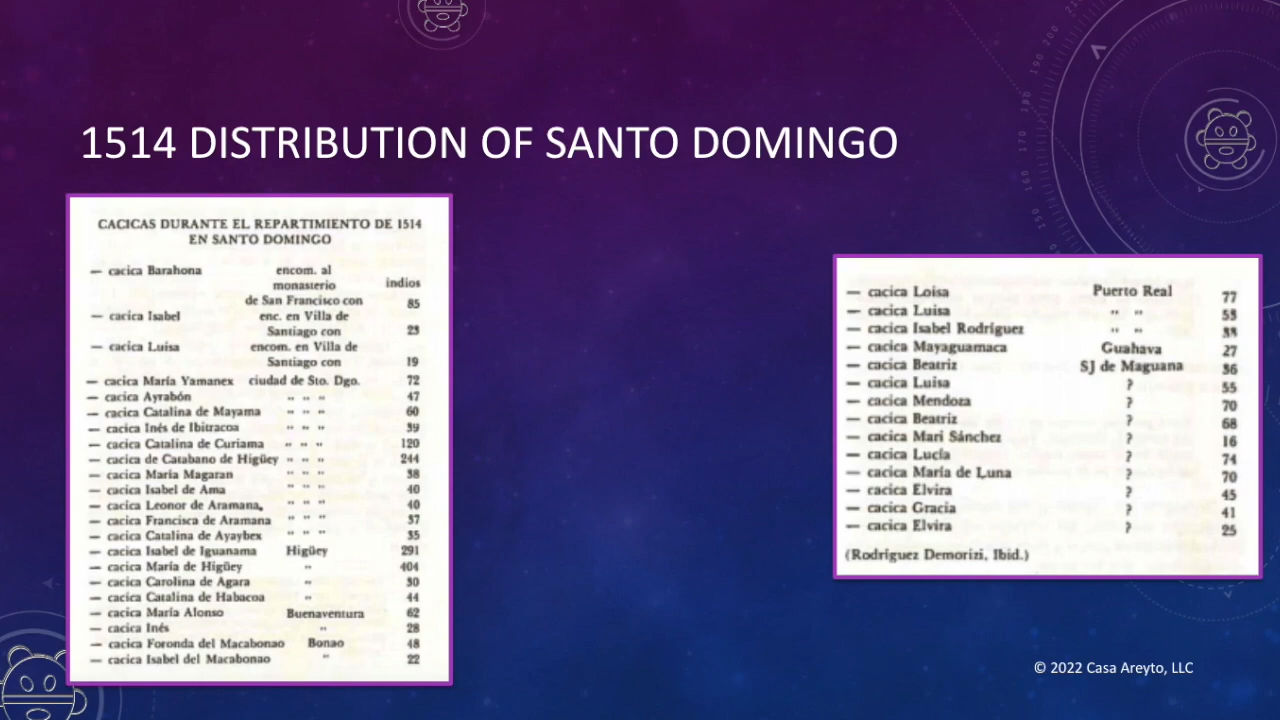 1514 DISTRIBUTION OF SANTO DOMINGO
CACICAS DURANTE EL REPARTIMIENTO DE 1514
EN SANTO DOMINGO
— cacica Barahona encom. al
monasterio indios
de San Francisco con 85
— cacica Isabel enc. en Villa de
Santiago con 23
— cacica Luisa encom. en Villa de
Santiago con 19
— cacica María Yamanex ciudad de Sto. Dgo. 72
— cacica Ayrabón " " " 47
— cacica Catalina de Mayama " " " 60
— cacica Inés de Ibitracoa " " " 39
— cacica Catalina de Curiama " " " 120
— cacica de Catabano de Higüey " " " 244
— cacica María Magaran " " " 38
— cacica Isabel de Ama " " " 40
— cacica Leonor de Aramana, " " " 40
— cacica Francisca de Aramana " " " 37
— cacica Catalina de Ayaybex " " " 35
— cacica Isabel de Iguanama Higüey 291
— cacica María de Higüey " 404
— cacica Carolina de Agara " 30
— cacica Catalina de Habacoa " 44
— cacica María Alonso Buenaventura 62
— cacica Inés " 28
— cacica Foronda del Macabonao Bonao 48
— cacica Isabel del Macabonao " 22
— cacica Loisa Puerto Real 77
— cacica Luisa " " 53
— cacica Isabel Rodríguez " " 33
— cacica Mayaguamaca Guahava 27
— cacica Beatriz SJ de Maguana 36
— cacica Luisa ? 55
— cacica Mendoza ? 70
— cacica Beatriz ? 68
— cacica Mari Sánchez ? 16
— cacica Lucía ? 74
— cacica María de Luna ? 70
— cacica Elvira ? 45
— cacica Gracia ? 41
— cacica Elvira ? 25
(Rodríguez Demorizi, Ibid.)
© 2022 Casa Areyto, LLC